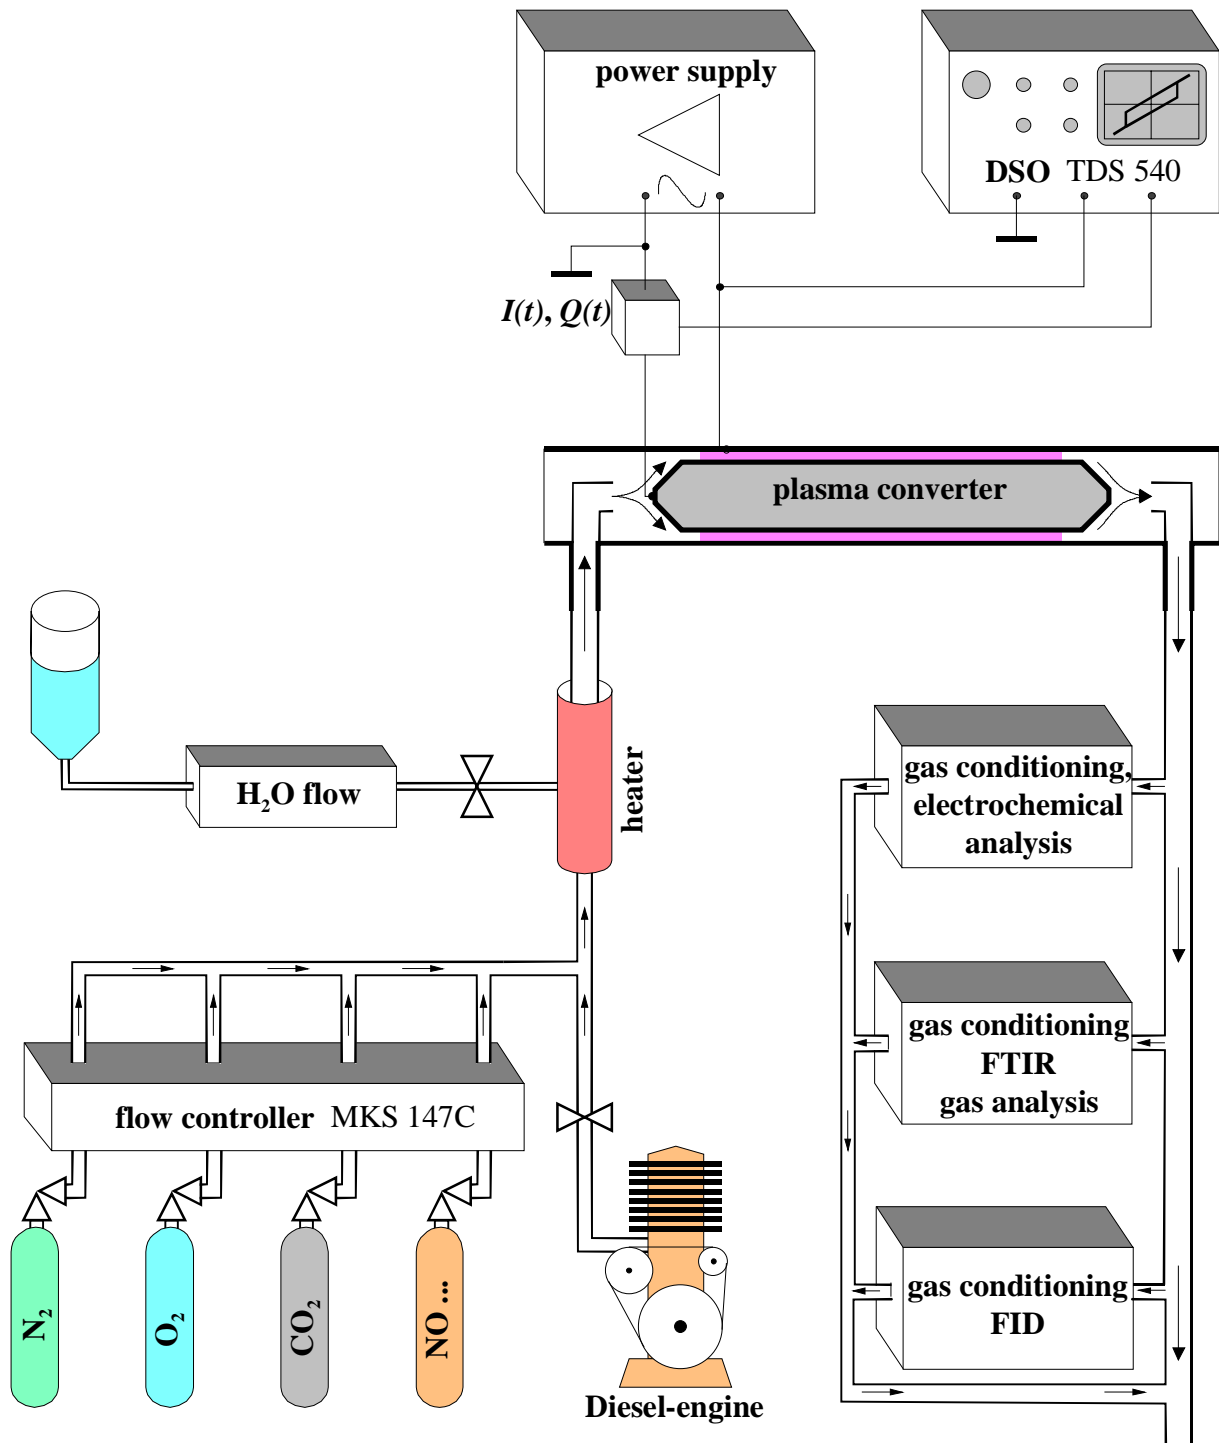 power supply
DSO TDS 540
I(t), Q(t)
plasma converter
H₂O flow
heater
gas conditioning,
electrochemical
analysis
gas conditioning
FTIR
gas analysis
flow controller MKS 147C
gas conditioning
FID
N₂
O₂
CO₂
NO ...
Diesel-engine